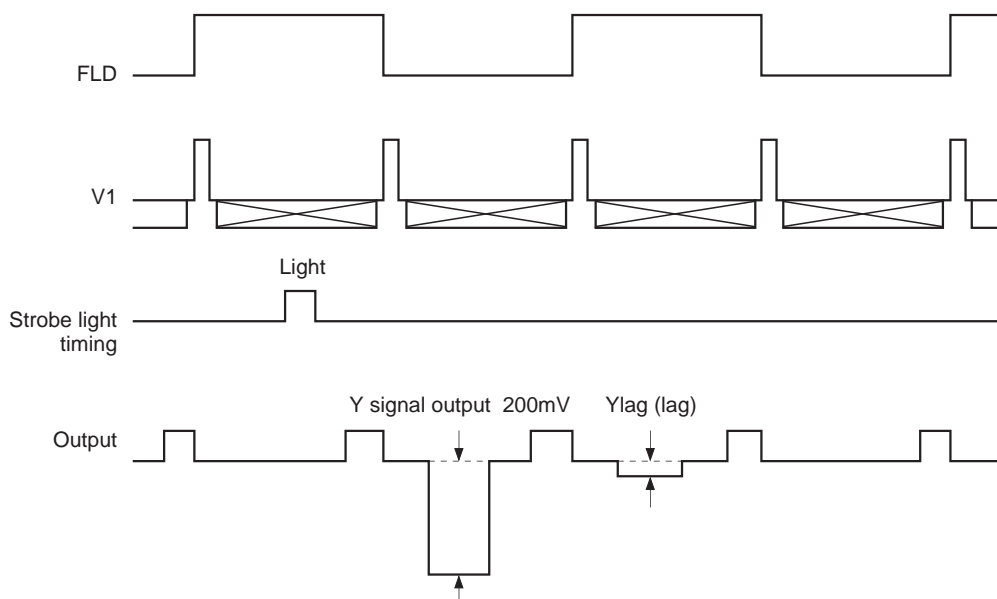 FLD
V1
Light
Strobe light
timing
Y signal output 200mV
Ylag (lag)
Output